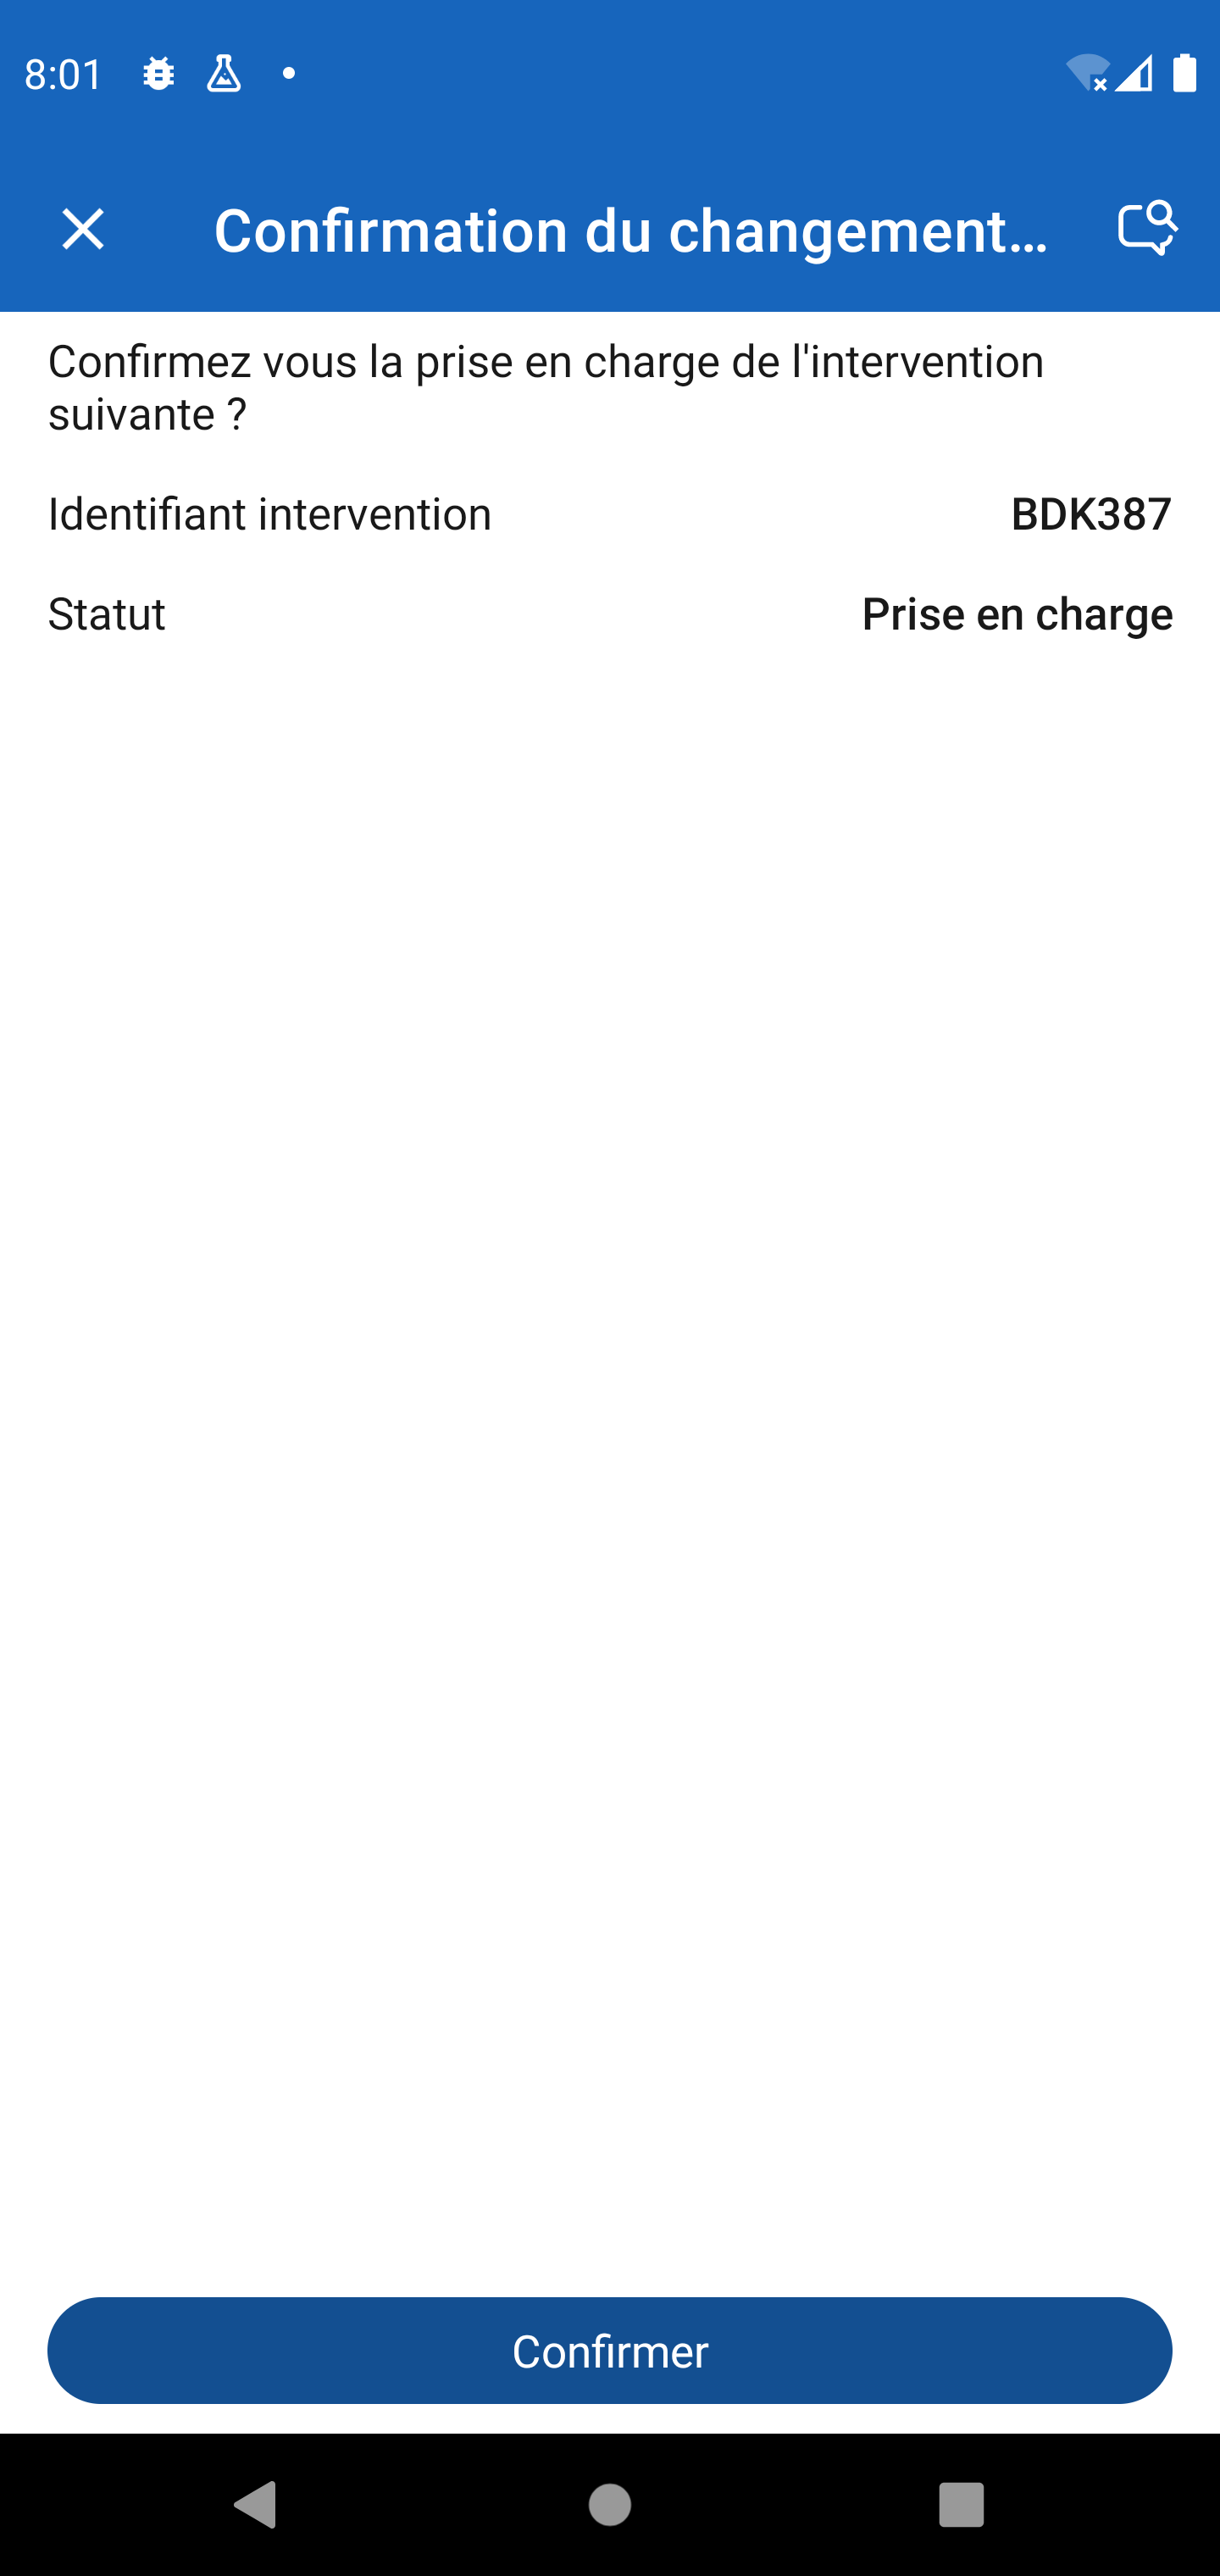 8:01
Confirmation du changement...
Confirmez vous la prise en charge de l'intervention
suivante ?
Identifiant intervention BDK387
Statut Prise en charge
Confirmer